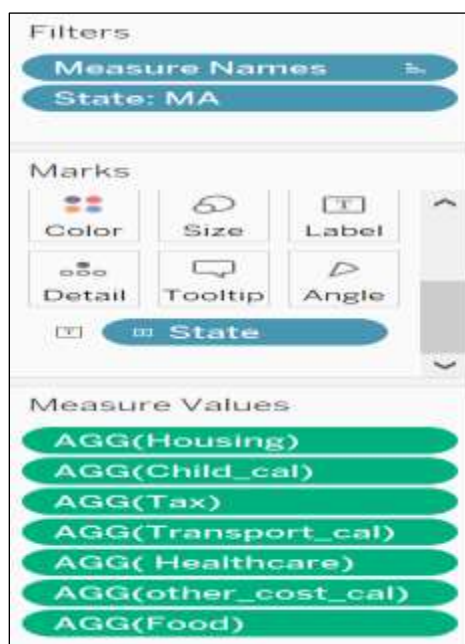 Filters
Measure Names
State: MA
Marks
Color Size Label
Detail Tooltip Angle
State
Measure Values
AGG(Housing)
AGG(Child_cal)
AGG(Tax)
AGG(Transport_cal)
AGG( Healthcare)
AGG(other_cost_cal)
AGG(Food)